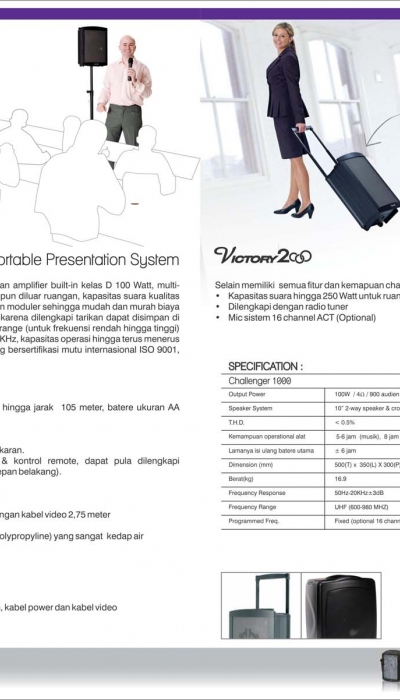 ortable Presentation System
an amplifier built-in kelas D 100 Watt, multi-
pun diluar ruangan, kapasitas suara kualitas
an moduler sehingga mudah dan murah biaya
karena dilengkapi tarikan dapat disimpan di
range (untuk frekuensi rendah hingga tinggi)
KHz, kapasitas operasi hingga terus menerus
g bersertifikasi mutu internasional ISO 9001,
hingga jarak 105 meter, batere ukuran AA
karan.
& kontrol remote, dapat pula dilengkapi
epan belakang).
ngan kabel video 2,75 meter
olypropyline) yang sangat kedap air
, kabel power dan kabel video
VICTORY 2000
Selain memiliki semua fitur dan kemapuan cha
• Kapasitas suara hingga 250 Watt untuk ruan
• Dilengkapi dengan radio tuner
• Mic sistem 16 channel ACT (Optional)
SPECIFICATION :
Challenger 1000
Output Power 100W / 4Ω / 900 audien
Speaker System 10" 2-way speaker & cro
T.H.D. < 0.5%
Kemampuan operational alat 5-6 jam (musik), 8 jam
Lamanya isi ulang batere utama ± 6 jam
Dimension (mm) 500(T) x 350(L) X 300(P)
Berat(kg) 16.9
Frequency Response 50Hz-20KHz±3dB
Frequency Range UHF (600-960 MHZ)
Programmed Freq. Fixed (optional 16 channe